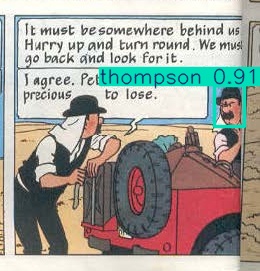 It must be somewhere behind us
Hurry up and turn round. We must
go back and look for it.
I agree.
thompson 0.91
precious to lose.